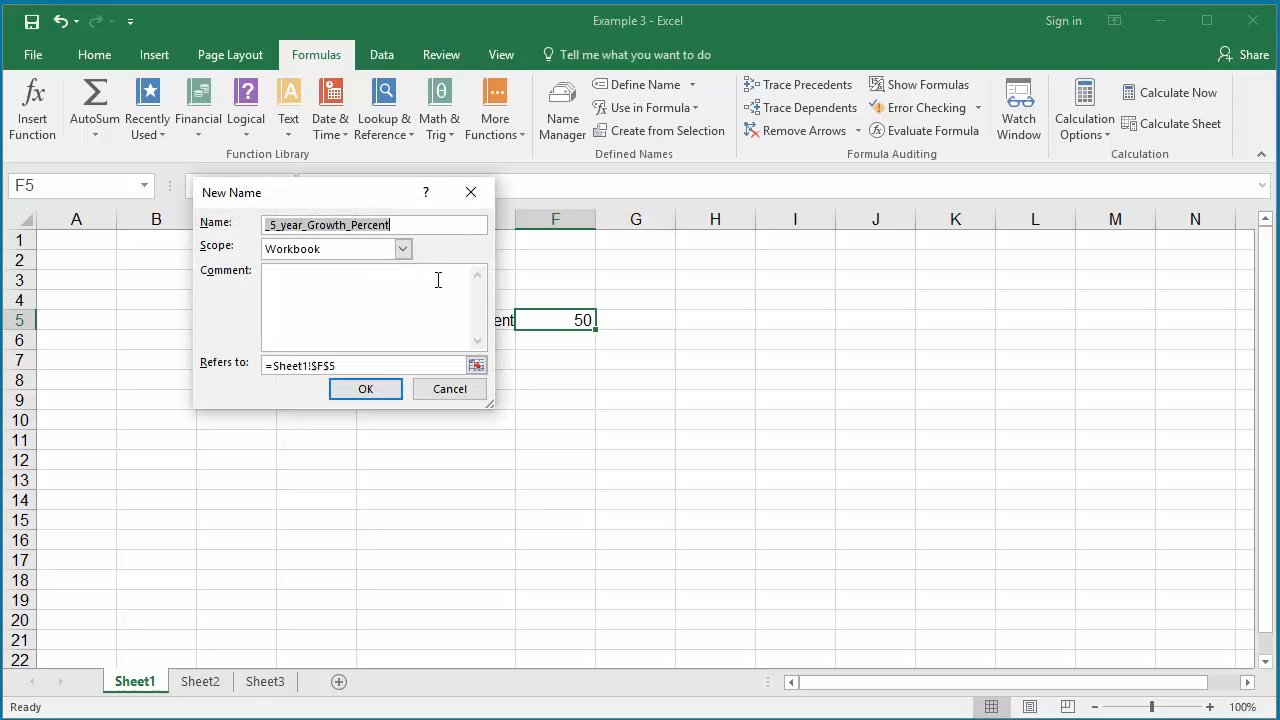 Example 3 - Excel
Sign in
File Home Insert Page Layout Formulas Data Review View Tell me what you want to do Share
fx Insert Function
Σ AutoSum
Recently Used
Financial
? Logical
A Text
Date & Time
Lookup & Reference
θ Math & Trig
More Functions
Function Library
Name Manager
Define Name
Use in Formula
Create from Selection
Defined Names
Trace Precedents
Trace Dependents
Remove Arrows
Show Formulas
Error Checking
Evaluate Formula
Formula Auditing
Watch Window
Calculation Options
Calculate Now
Calculate Sheet
Calculation
F5
New Name ?
Name: _5_year_Growth_Percent
Scope: Workbook
Comment:
Refers to: =Sheet1!$F$5
OK Cancel
A B F G H I J K L M N
1
2
3
4
5 ent 50
6
7
8
9
10
11
12
13
14
15
16
17
18
19
20
21
22
Sheet1 Sheet2 Sheet3
Ready 100%